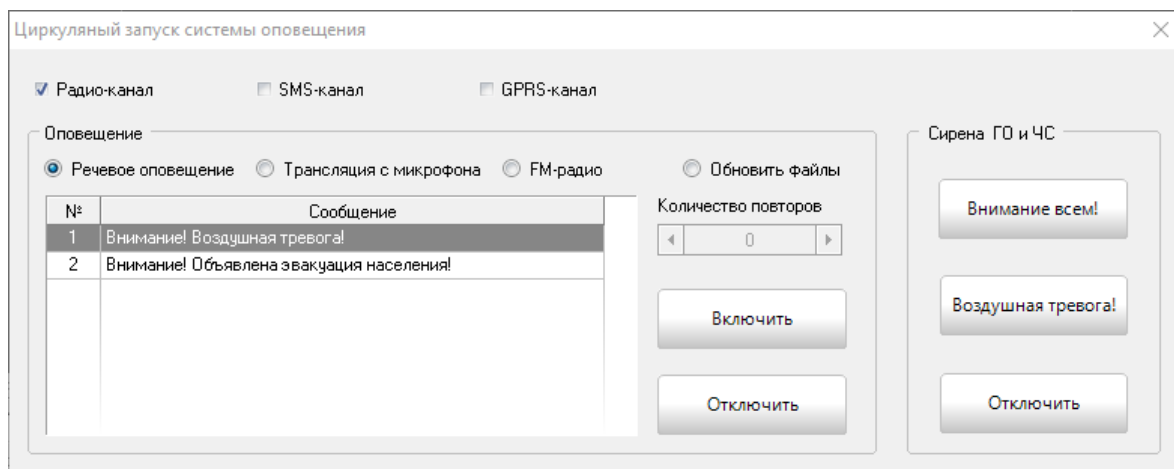 Циркуляный запуск системы оповещения
Радио-канал SMS-канал GPRS-канал
Оповещение
Речевое оповещение Трансляция с микрофона FM-радио Обновить файлы
№ Сообщение
1 Внимание! Воздушная тревога!
2 Внимание! Объявлена эвакуация населения!
Количество повторов
0
Включить
Отключить
Сирена ГО и ЧС
Внимание всем!
Воздушная тревога!
Отключить